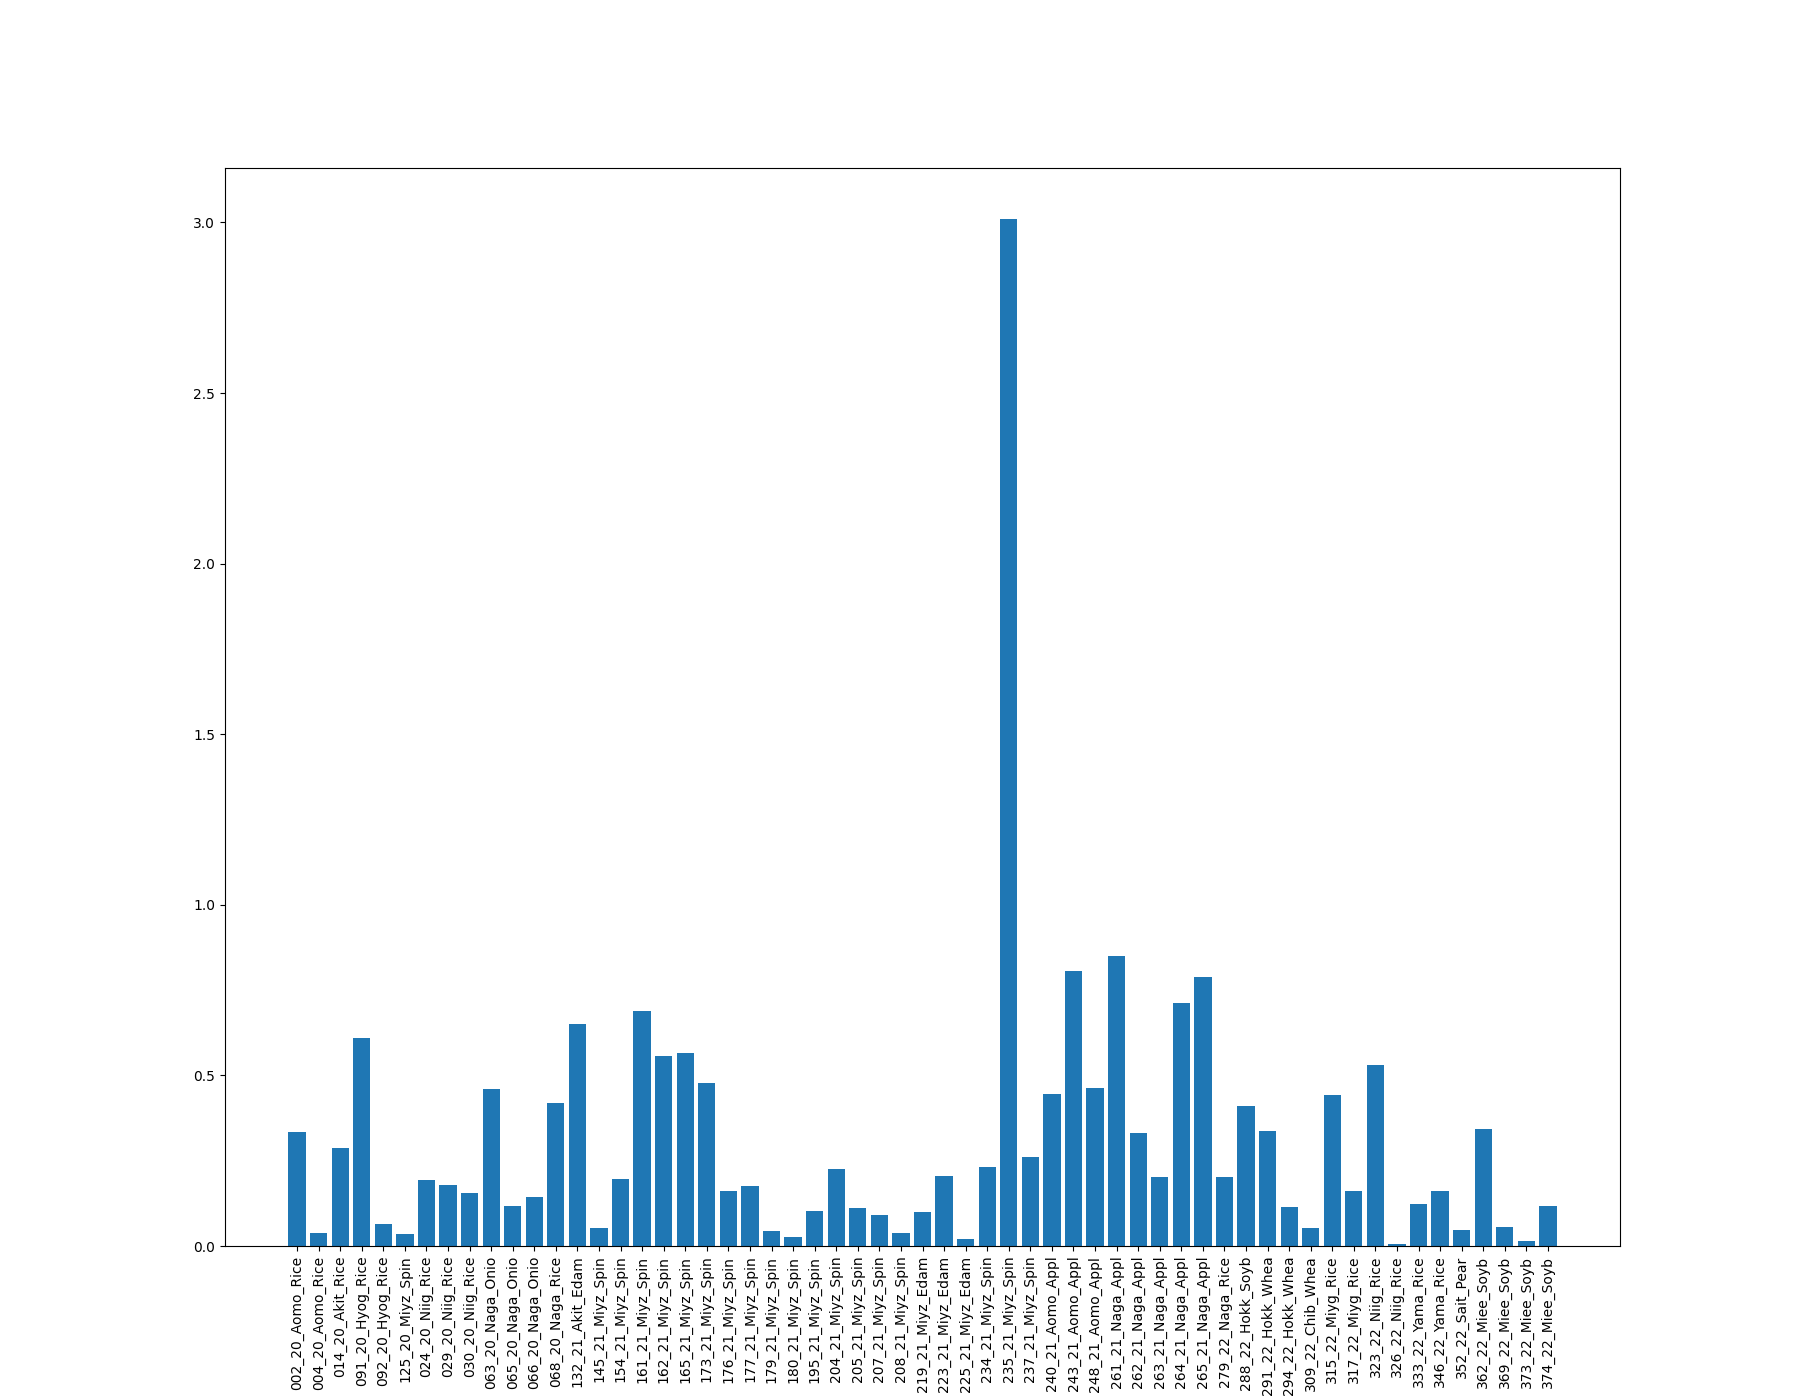 3.0
2.5
2.0
1.5
1.0
0.5
0.0
002_20_Aomo_Rice
004_20_Aomo_Rice
014_20_Akit_Rice
091_20_Hyog_Rice
092_20_Hyog_Rice
125_20_Miyz_Spin
024_20_Niig_Rice
029_20_Niig_Rice
030_20_Niig_Rice
063_20_Naga_Onio
065_20_Naga_Onio
066_20_Naga_Onio
068_20_Naga_Rice
132_21_Akit_Edam
145_21_Miyz_Spin
154_21_Miyz_Spin
161_21_Miyz_Spin
162_21_Miyz_Spin
165_21_Miyz_Spin
173_21_Miyz_Spin
176_21_Miyz_Spin
177_21_Miyz_Spin
179_21_Miyz_Spin
180_21_Miyz_Spin
195_21_Miyz_Spin
204_21_Miyz_Spin
205_21_Miyz_Spin
207_21_Miyz_Spin
208_21_Miyz_Spin
219_21_Miyz_Edam
223_21_Miyz_Edam
225_21_Miyz_Edam
234_21_Miyz_Spin
235_21_Miyz_Spin
237_21_Miyz_Spin
240_21_Aomo_Appl
243_21_Aomo_Appl
248_21_Aomo_Appl
261_21_Naga_Appl
262_21_Naga_Appl
263_21_Naga_Appl
264_21_Naga_Appl
265_21_Naga_Appl
279_22_Naga_Rice
288_22_Hokk_Soyb
291_22_Hokk_Whea
294_22_Hokk_Whea
309_22_Chib_Whea
315_22_Miyg_Rice
317_22_Miyg_Rice
323_22_Niig_Rice
326_22_Niig_Rice
333_22_Yama_Rice
346_22_Yama_Rice
352_22_Sait_Pear
362_22_Miee_Soyb
369_22_Miee_Soyb
373_22_Miee_Soyb
374_22_Miee_Soyb